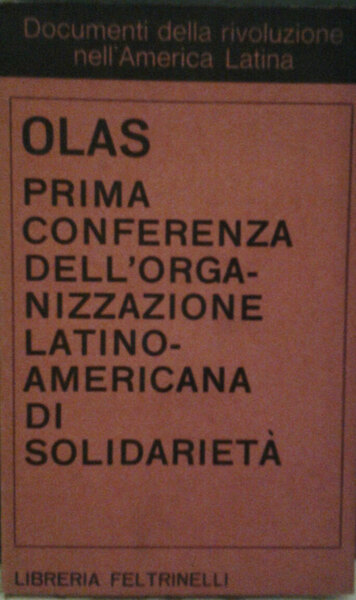 Documenti della rivoluzione
nell'America Latina
OLAS
PRIMA
CONFERENZA
DELL'ORGA-
NIZZAZIONE
LATINO-
AMERICANA
DI
SOLIDARIETÀ
LIBRERIA FELTRINELLI